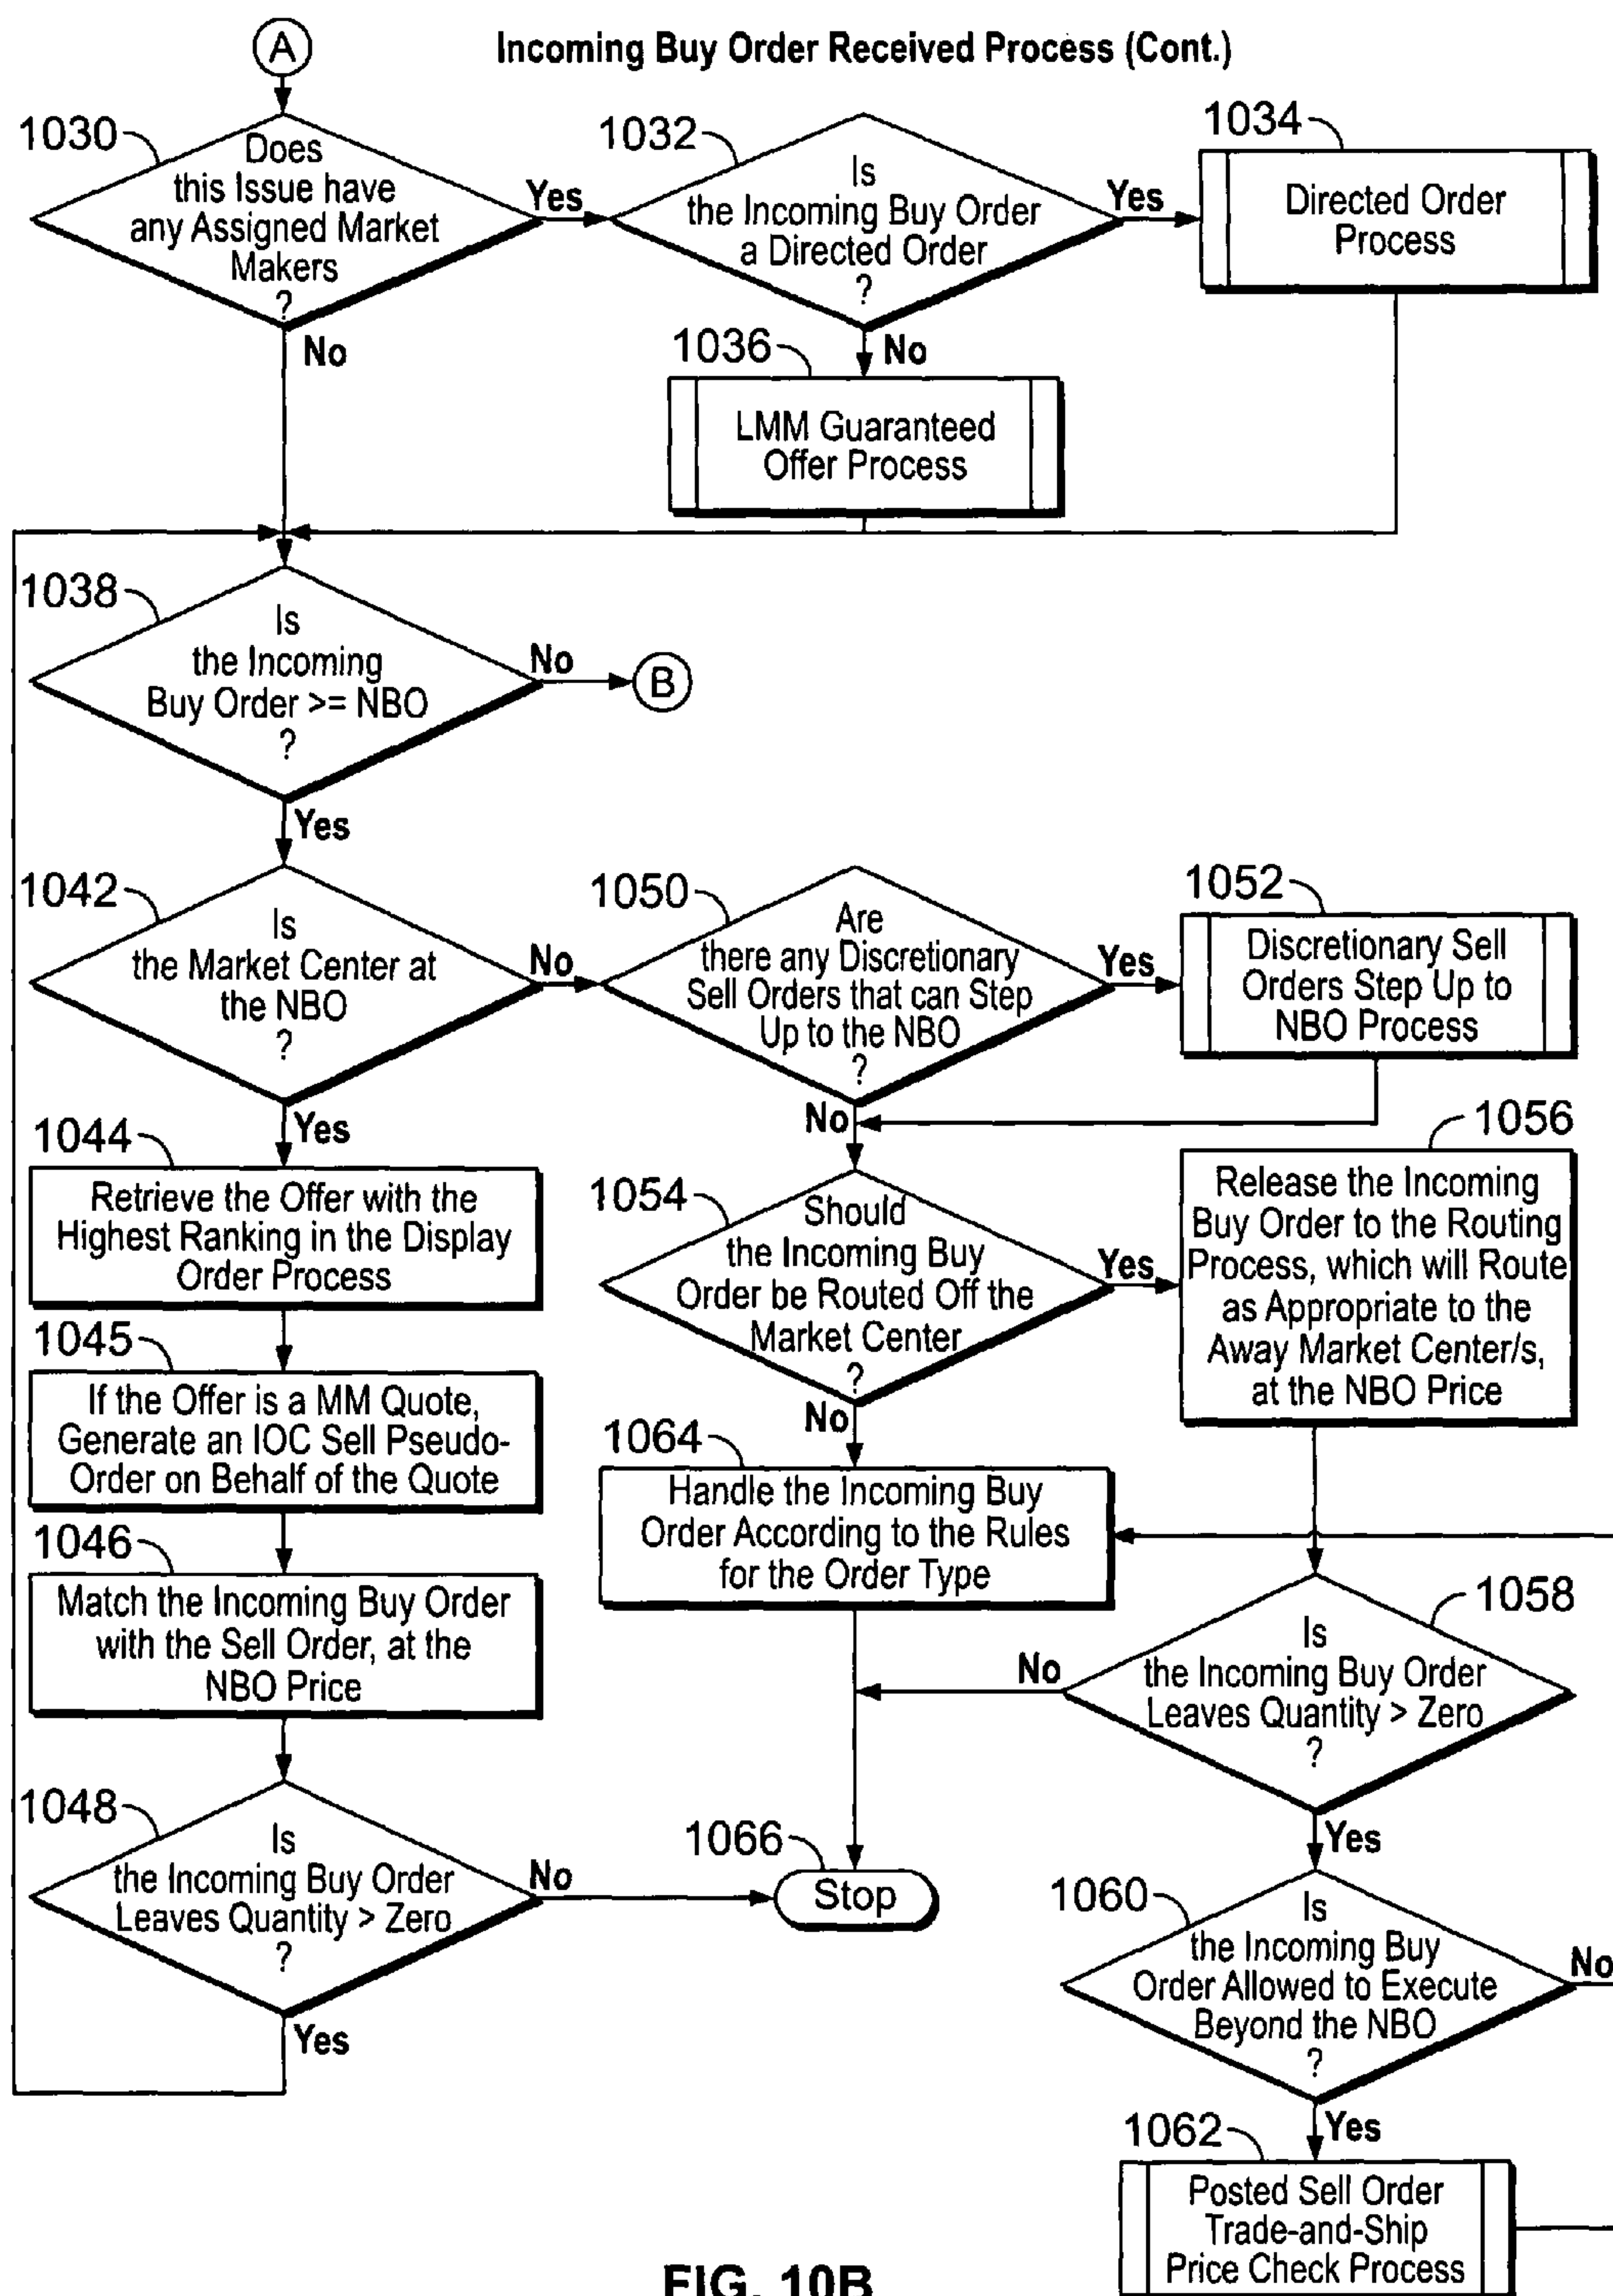 A
Incoming Buy Order Received Process (Cont.)
1030
Does
this Issue have
any Assigned Market
Makers
?
Yes
No
1032
Is
the Incoming Buy Order
a Directed Order
?
Yes
No
1034
Directed Order
Process
1036
LMM Guaranteed
Offer Process
1038
Is
the Incoming
Buy Order >= NBO
?
No
B
Yes
1042
Is
the Market Center at
the NBO
?
No
Yes
1050
Are
there any Discretionary
Sell Orders that can Step
Up to the NBO
?
Yes
No
1052
Discretionary Sell
Orders Step Up to
NBO Process
1044
Retrieve the Offer with the
Highest Ranking in the Display
Order Process
1054
Should
the Incoming Buy
Order be Routed Off the
Market Center
?
Yes
No
1056
Release the Incoming
Buy Order to the Routing
Process, which will Route
as Appropriate to the
Away Market Center/s,
at the NBO Price
1045
If the Offer is a MM Quote,
Generate an IOC Sell Pseudo-
Order on Behalf of the Quote
1064
Handle the Incoming Buy
Order According to the Rules
for the Order Type
1046
Match the Incoming Buy Order
with the Sell Order, at the
NBO Price
1058
Is
the Incoming Buy Order
Leaves Quantity > Zero
?
No
Yes
1048
Is
the Incoming Buy Order
Leaves Quantity > Zero
?
No
Yes
1066
Stop
1060
Is
the Incoming Buy
Order Allowed to Execute
Beyond the NBO
?
No
Yes
1062
Posted Sell Order
Trade-and-Ship
Price Check Process
FIG. 10B